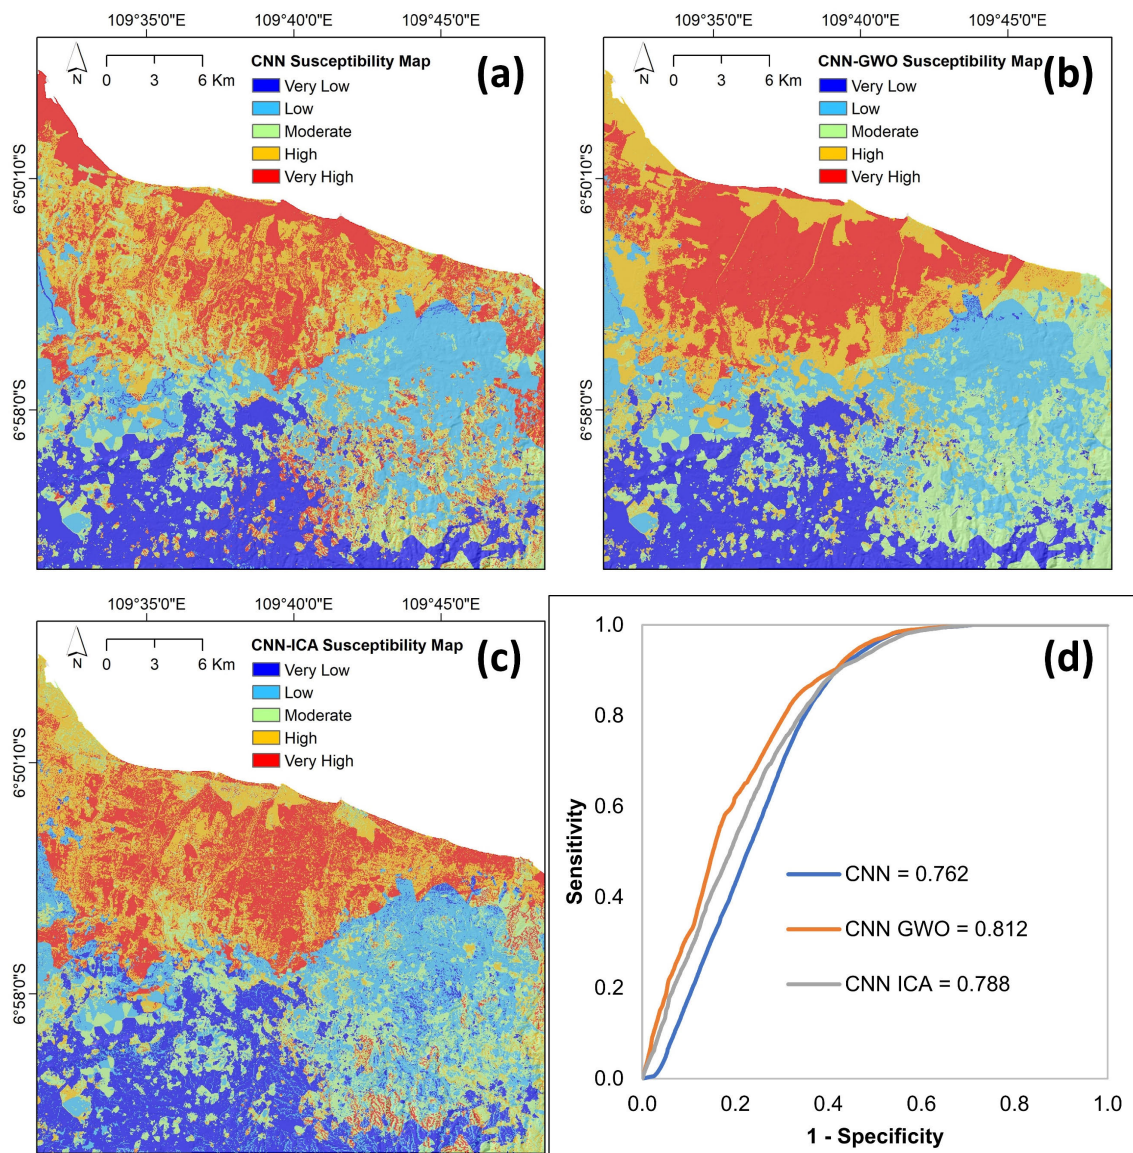 109°35'0"E 109°40'0"E 109°45'0"E
6°50'10"S
6°58'0"S
N
0 3 6 Km
CNN Susceptibility Map
Very Low
Low
Moderate
High
Very High
(a)
109°35'0"E 109°40'0"E 109°45'0"E
6°50'10"S
6°58'0"S
N
0 3 6 Km
CNN-GWO Susceptibility Map
Very Low
Low
Moderate
High
Very High
(b)
109°35'0"E 109°40'0"E 109°45'0"E
6°50'10"S
6°58'0"S
N
0 3 6 Km
CNN-ICA Susceptibility Map
Very Low
Low
Moderate
High
Very High
(c)
(d)
Sensitivity
1.0
0.8
0.6
0.4
0.2
0.0
CNN = 0.762
CNN GWO = 0.812
CNN ICA = 0.788
0.0 0.2 0.4 0.6 0.8 1.0
1 - Specificity